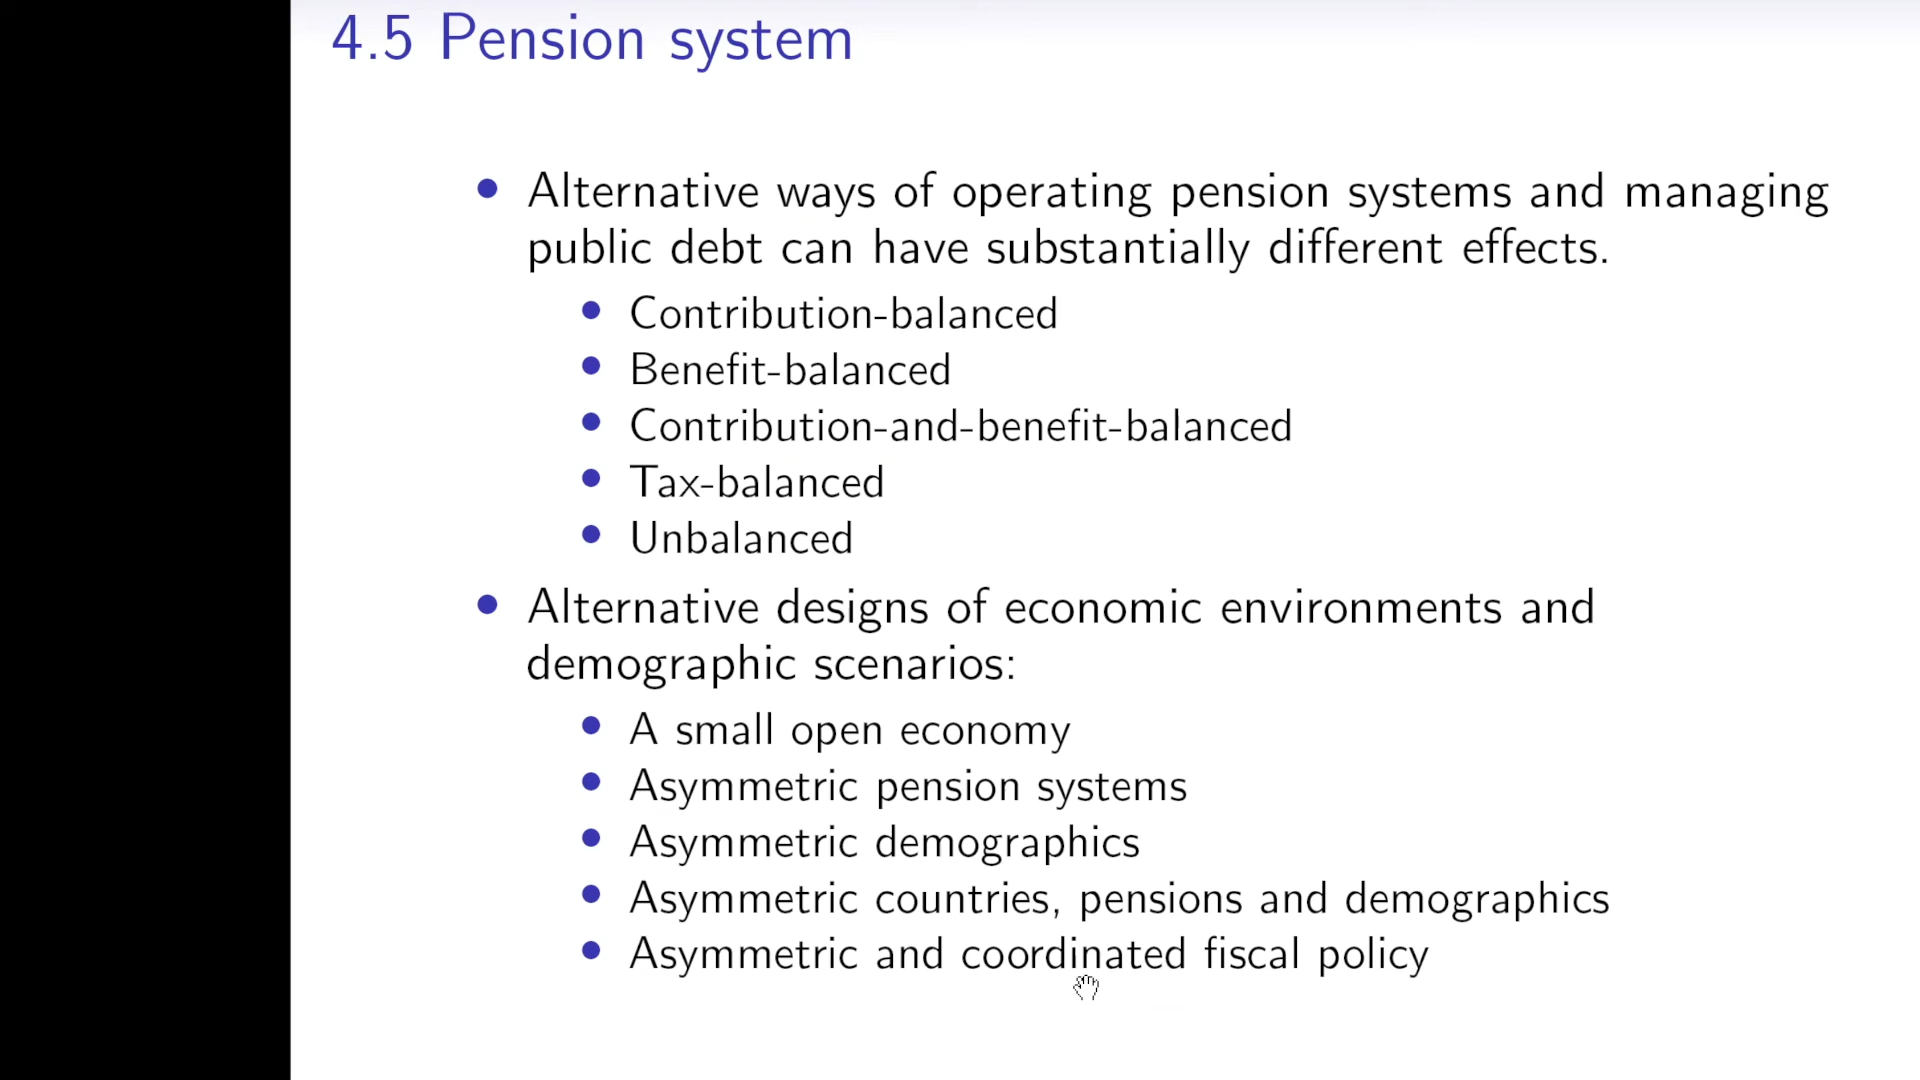 4.5 Pension system
• Alternative ways of operating pension systems and managing
public debt can have substantially different effects.
• Contribution-balanced
• Benefit-balanced
• Contribution-and-benefit-balanced
• Tax-balanced
• Unbalanced
• Alternative designs of economic environments and
demographic scenarios:
• A small open economy
• Asymmetric pension systems
• Asymmetric demographics
• Asymmetric countries, pensions and demographics
• Asymmetric and coordinated fiscal policy